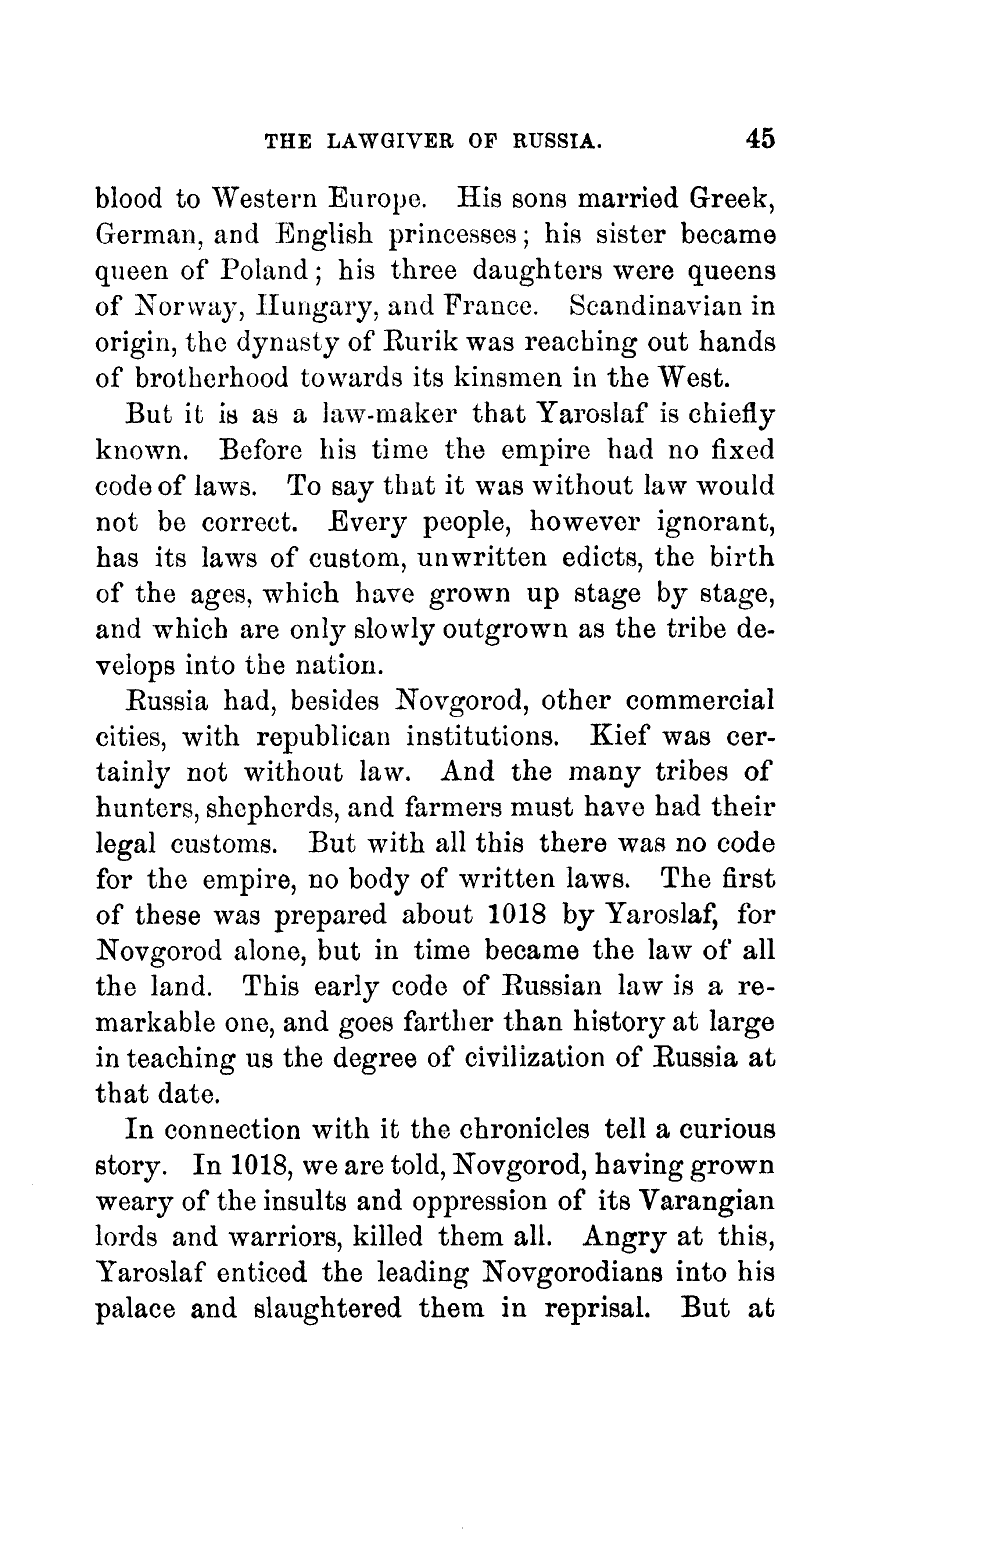 THE LAWGIVER OF RUSSIA. 45
blood to Western Europe. His sons married Greek,
German, and English princesses; his sister became
queen of Poland; his three daughters were queens
of Norway, Hungary, and France. Scandinavian in
origin, the dynasty of Rurik was reaching out hands
of brotherhood towards its kinsmen in the West.
But it is as a law-maker that Yaroslaf is chiefly
known. Before his time the empire had no fixed
code of laws. To say that it was without law would
not be correct. Every people, however ignorant,
has its laws of custom, unwritten edicts, the birth
of the ages, which have grown up stage by stage,
and which are only slowly outgrown as the tribe de-
velops into the nation.
Russia had, besides Novgorod, other commercial
cities, with republican institutions. Kief was cer-
tainly not without law. And the many tribes of
hunters, shepherds, and farmers must have had their
legal customs. But with all this there was no code
for the empire, no body of written laws. The first
of these was prepared about 1018 by Yaroslaf, for
Novgorod alone, but in time became the law of all
the land. This early code of Russian law is a re-
markable one, and goes farther than history at large
in teaching us the degree of civilization of Russia at
that date.
In connection with it the chronicles tell a curious
story. In 1018, we are told, Novgorod, having grown
weary of the insults and oppression of its Varangian
lords and warriors, killed them all. Angry at this,
Yaroslaf enticed the leading Novgorodians into his
palace and slaughtered them in reprisal. But at